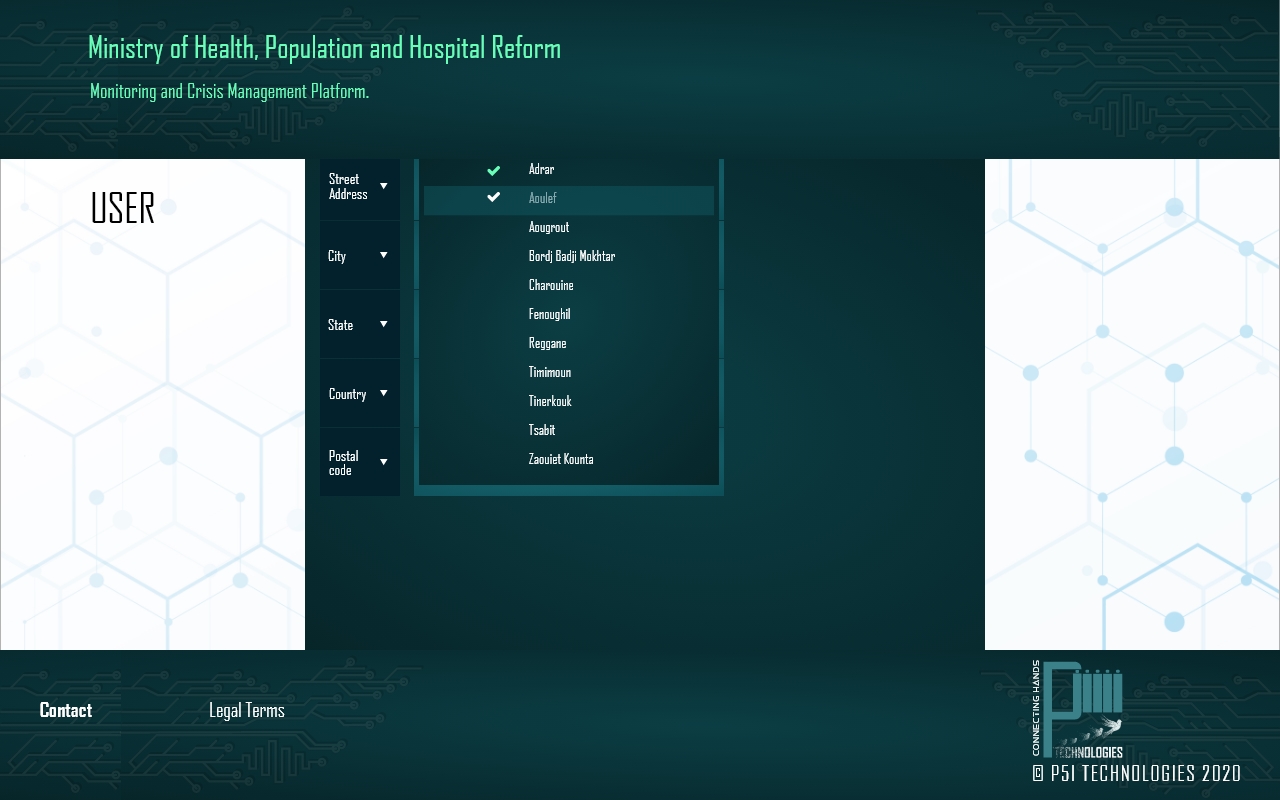 Ministry of Health, Population and Hospital Reform
Monitoring and Crisis Management Platform.
USER
Street
Address
City
State
Country
Postal
code
Adrar
Aoulef
Aougrout
Bordj Badji Mokhtar
Charouine
Fenoughil
Reggane
Timimoun
Tinerkouk
Tsabit
Zaouiet Kounta
Contact
Legal Terms
CONNECTING HANDS
TECHNOLOGIES
© P5I TECHNOLOGIES 2020